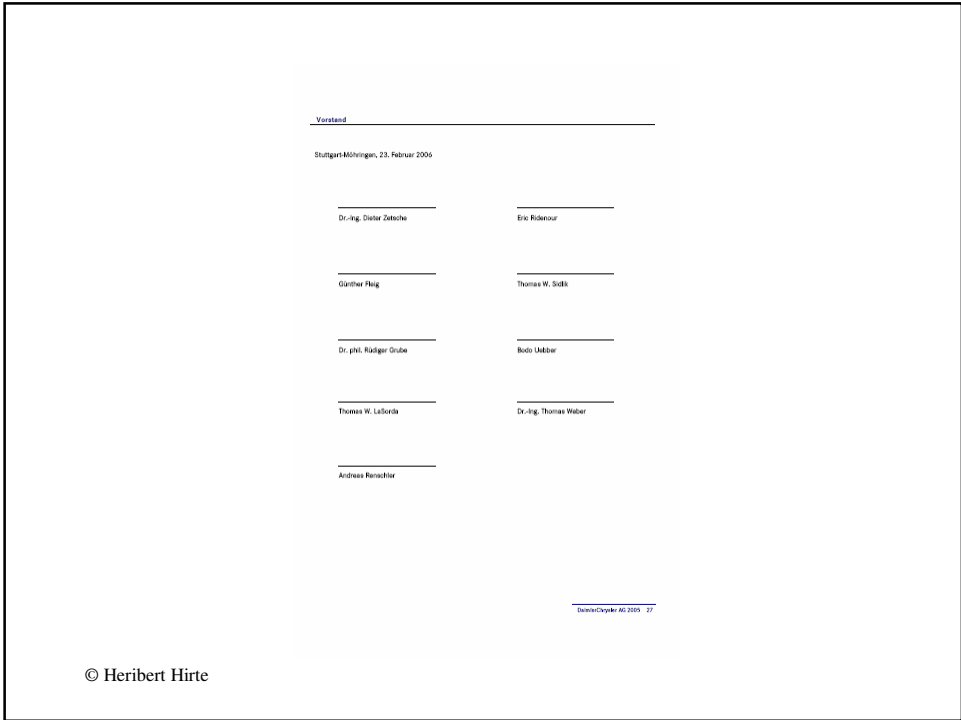 Vorstand
Stuttgart-Möhringen, 23. Februar 2006
Dr.-Ing. Dieter Zetsche
Eric Ridenour
Günther Fleig
Thomas W. Sidlik
Dr. phil. Rüdiger Grube
Bodo Uebber
Thomas W. LaSorda
Dr.-Ing. Thomas Weber
Andreas Renschler
DaimlerChrysler AG 2005 27
© Heribert Hirte